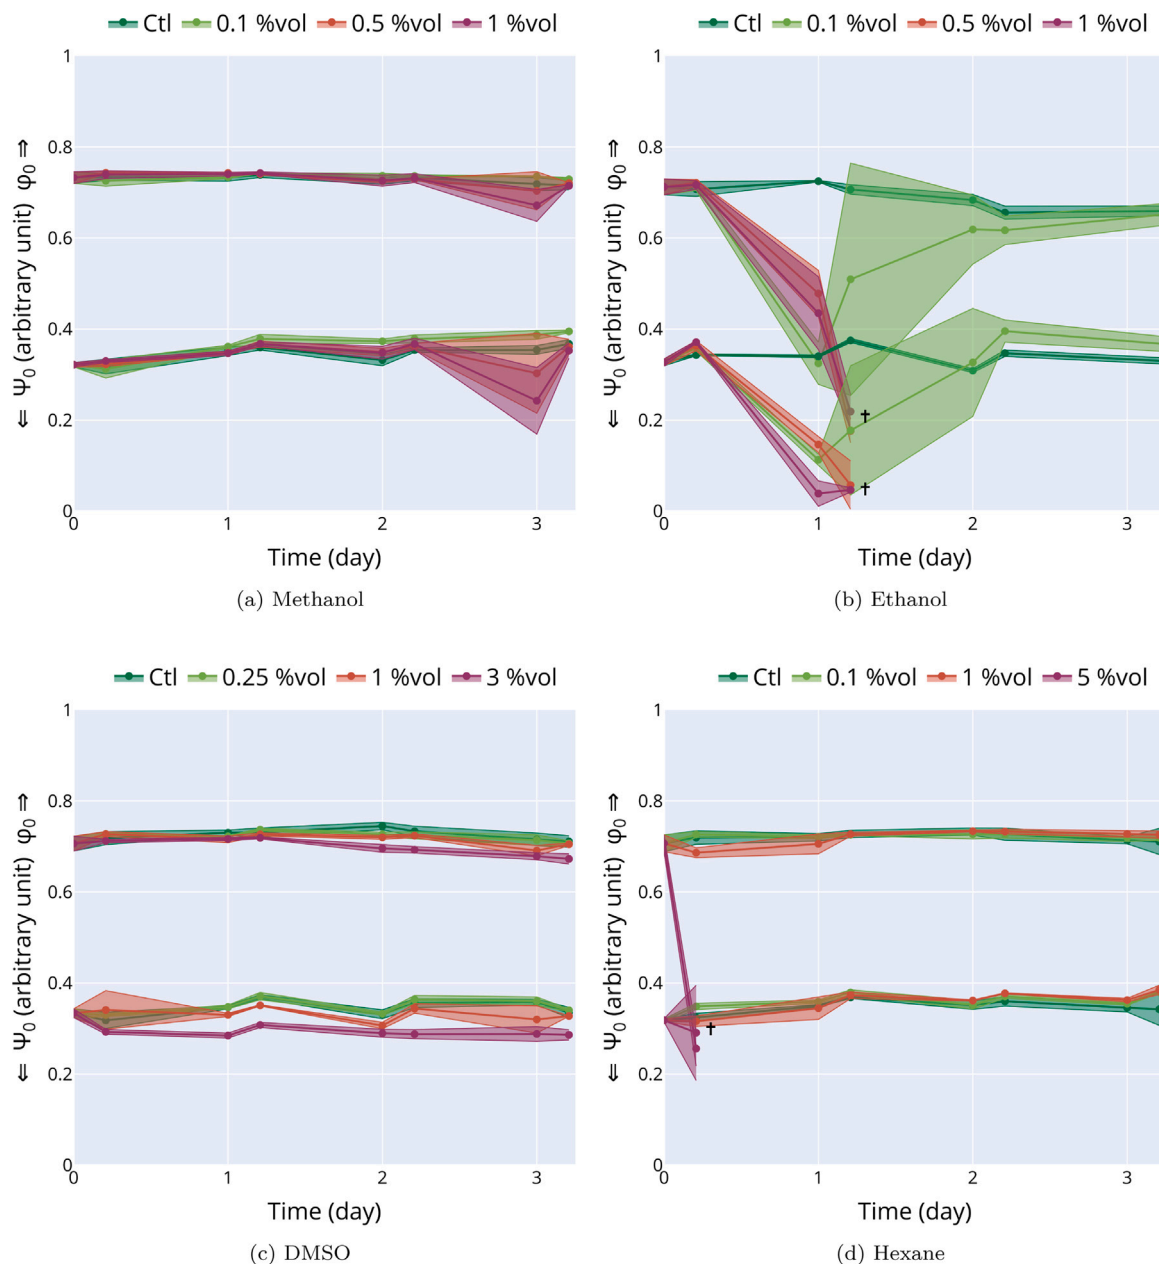 Ctl 0.1 %vol 0.5 %vol 1 %vol
1
0.8
0.6
0.4
0.2
0
⇐ Ψ₀ (arbitrary unit) φ₀ ⇒
†
†
0 1 2 3
Time (day)
(a) Methanol
Ctl 0.1 %vol 0.5 %vol 1 %vol
1
0.8
0.6
0.4
0.2
0
⇐ Ψ₀ (arbitrary unit) φ₀ ⇒
0 1 2 3
Time (day)
(b) Ethanol
Ctl 0.25 %vol 1 %vol 3 %vol
1
0.8
0.6
0.4
0.2
0
⇐ Ψ₀ (arbitrary unit) φ₀ ⇒
0 1 2 3
Time (day)
(c) DMSO
Ctl 0.1 %vol 1 %vol 5 %vol
1
0.8
0.6
0.4
0.2
0
⇐ Ψ₀ (arbitrary unit) φ₀ ⇒
†
0 1 2 3
Time (day)
(d) Hexane